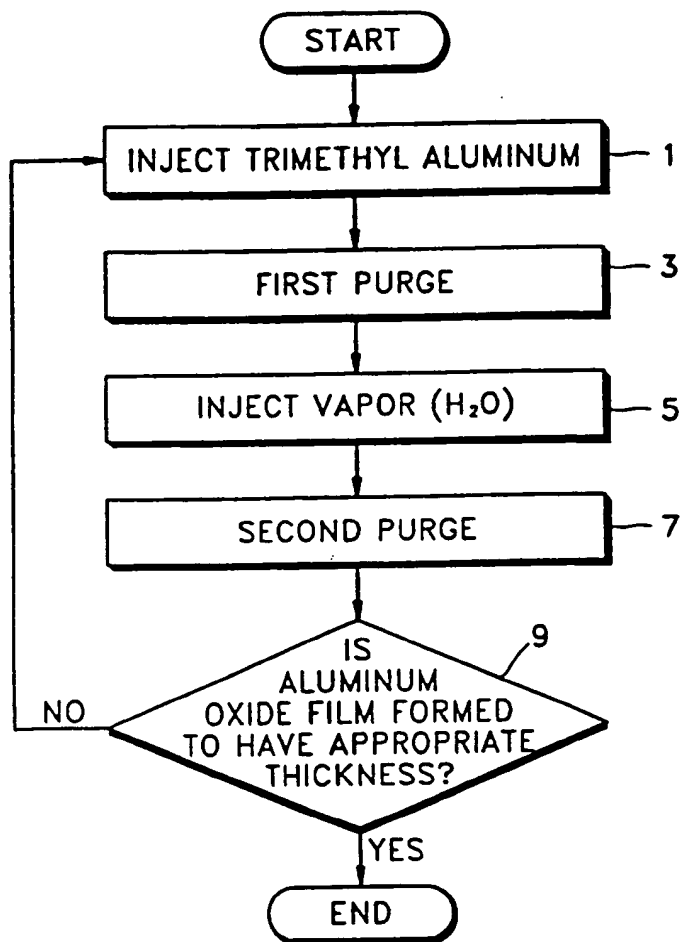 START
INJECT TRIMETHYL ALUMINUM
1
FIRST PURGE
3
INJECT VAPOR (H₂O)
5
SECOND PURGE
7
9
IS
ALUMINUM
OXIDE FILM FORMED
TO HAVE APPROPRIATE
THICKNESS?
NO
YES
END